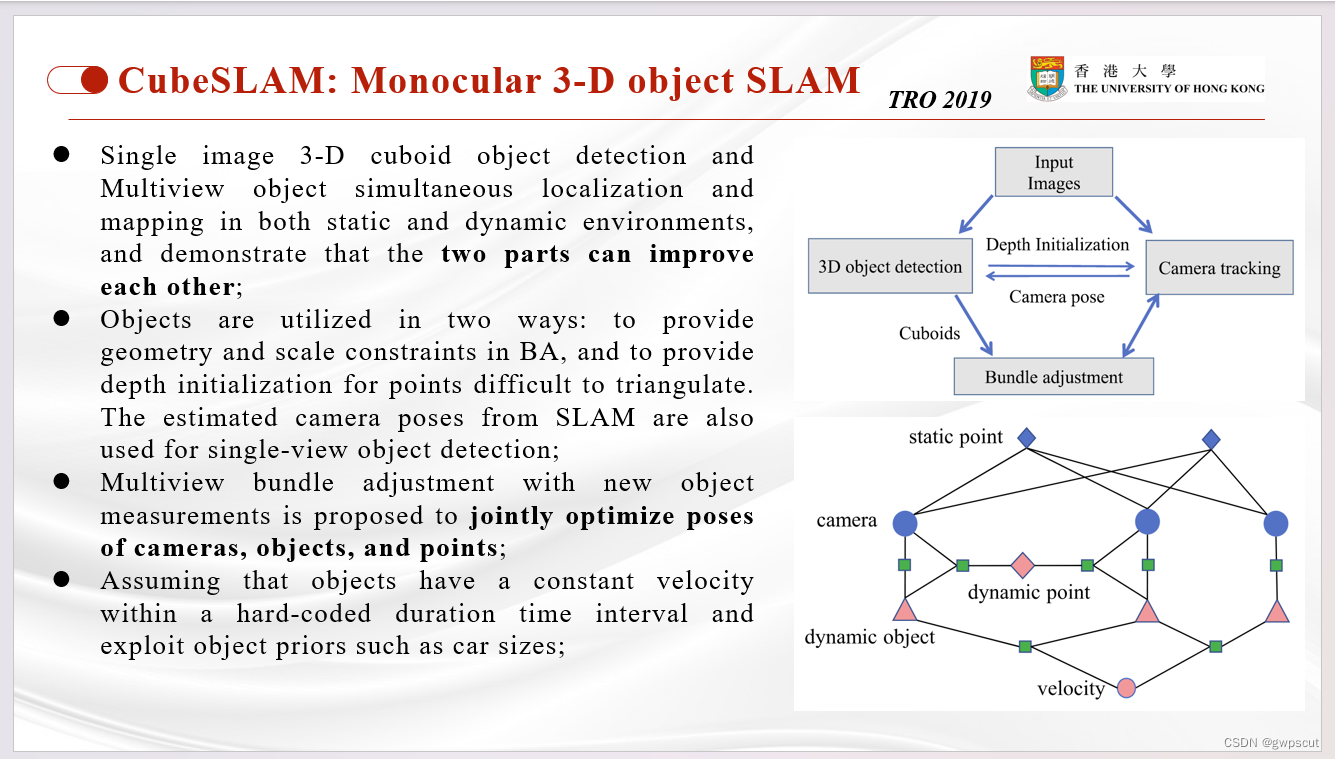 CubeSLAM: Monocular 3-D object SLAM
TRO 2019
香港大學
THE UNIVERSITY OF HONG KONG
Single image 3-D cuboid object detection and
Multiview object simultaneous localization and
mapping in both static and dynamic environments,
and demonstrate that the two parts can improve
each other;
Objects are utilized in two ways: to provide
geometry and scale constraints in BA, and to provide
depth initialization for points difficult to triangulate.
The estimated camera poses from SLAM are also
used for single-view object detection;
Multiview bundle adjustment with new object
measurements is proposed to jointly optimize poses
of cameras, objects, and points;
Assuming that objects have a constant velocity
within a hard-coded duration time interval and
exploit object priors such as car sizes;
Input
Images
Depth Initialization
3D object detection
Camera tracking
Camera pose
Cuboids
Bundle adjustment
static point
camera
dynamic point
dynamic object
velocity
CSDN @gwpscut